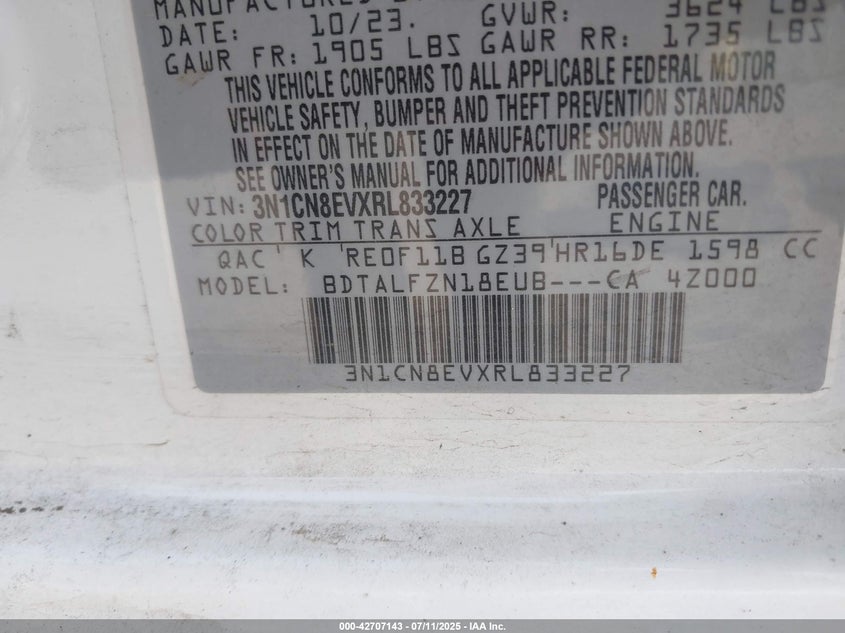 MANUFACTURED
DATE: 10/23. GVWR: 3624 LBS
GAWR FR: 1905 LBS GAWR RR: 1735 LBS
THIS VEHICLE CONFORMS TO ALL APPLICABLE FEDERAL MOTOR
VEHICLE SAFETY, BUMPER AND THEFT PREVENTION STANDARDS
IN EFFECT ON THE DATE OF MANUFACTURE SHOWN ABOVE.
SEE OWNER'S MANUAL FOR ADDITIONAL INFORMATION.
VIN: 3N1CN8EVXRL833227 PASSENGER CAR.
COLOR TRIM TRANS AXLE ENGINE
QAC ' K 'RE0F11B GZ39'HR16DE 1598 CC
MODEL: BDTALFZN18EUB---CA 4Z000
3N1CN8EVXRL833227
000-42707143 - 07/11/2025 - IAA Inc.